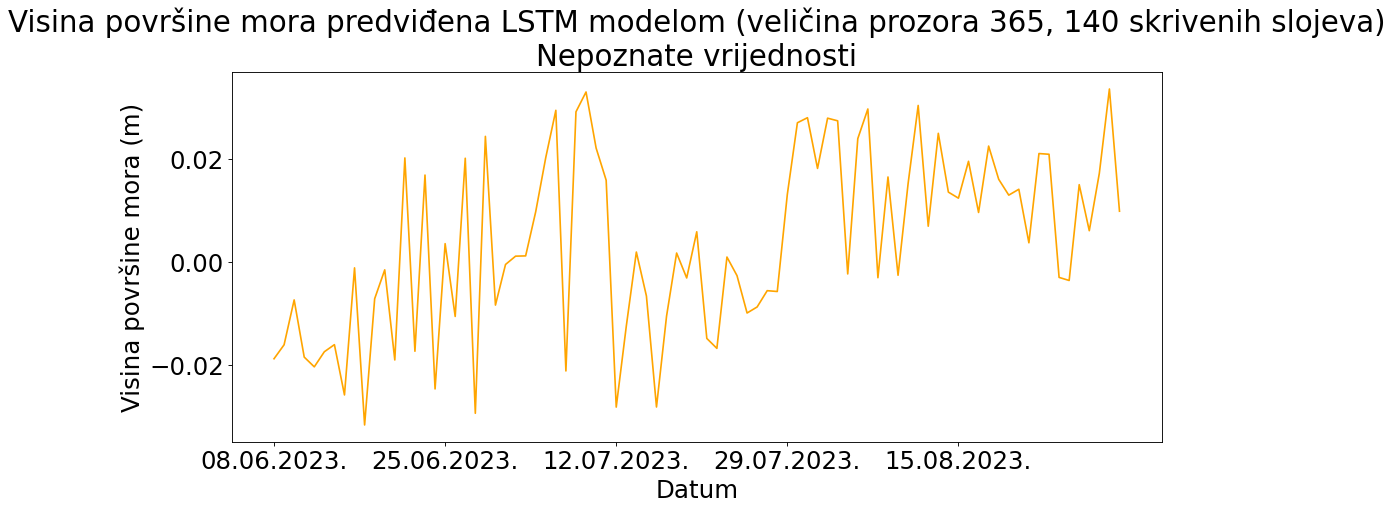 Visina površine mora predviđena LSTM modelom (veličina prozora 365, 140 skrivenih slojeva)
Nepoznate vrijednosti
Visina površine mora (m)
0.02
0.00
−0.02
08.06.2023. 25.06.2023. 12.07.2023. 29.07.2023. 15.08.2023.
Datum